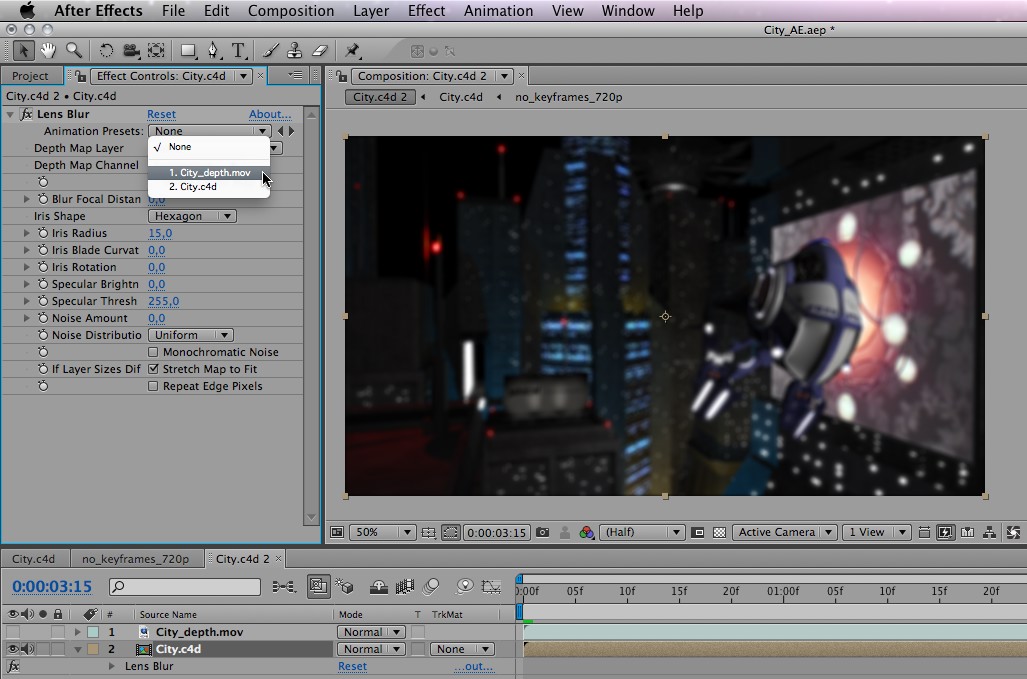 After Effects File Edit Composition Layer Effect Animation View Window Help
City_AE.aep *
Project Effect Controls: City.c4d × Composition: City.c4d 2 ×
City.c4d 2 • City.c4d
City.c4d 2 City.c4d no_keyframes_720p
fx Lens Blur Reset About...
Animation Presets: None
Depth Map Layer
✓ None
Depth Map Channel
1. City_depth.mov
2. City.c4d
Blur Focal Distan 0,0
Iris Shape Hexagon
Iris Radius 15,0
Iris Blade Curvat 0,0
Iris Rotation 0,0
Specular Brightn 0,0
Specular Thresh 255,0
Noise Amount 0,0
Noise Distributio Uniform
Monochromatic Noise
If Layer Sizes Dif Stretch Map to Fit
Repeat Edge Pixels
50% 0:00:03:15 (Half) Active Camera 1 View
City.c4d no_keyframes_720p City.c4d 2 ×
0:00:03:15
0:00f 05f 10f 15f 20f 01:00f 05f 10f 15f 20f
# Source Name Mode T TrkMat
1 City_depth.mov Normal
2 City.c4d Normal None
fx Lens Blur Reset ...out...